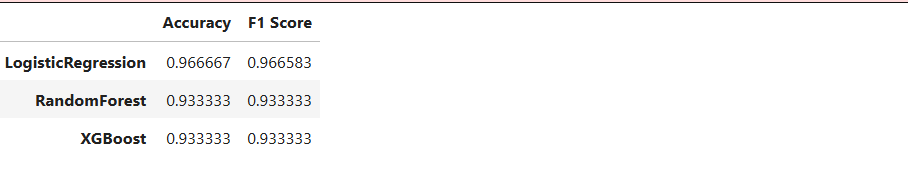 Accuracy F1 Score
LogisticRegression 0.966667 0.966583
RandomForest 0.933333 0.933333
XGBoost 0.933333 0.933333